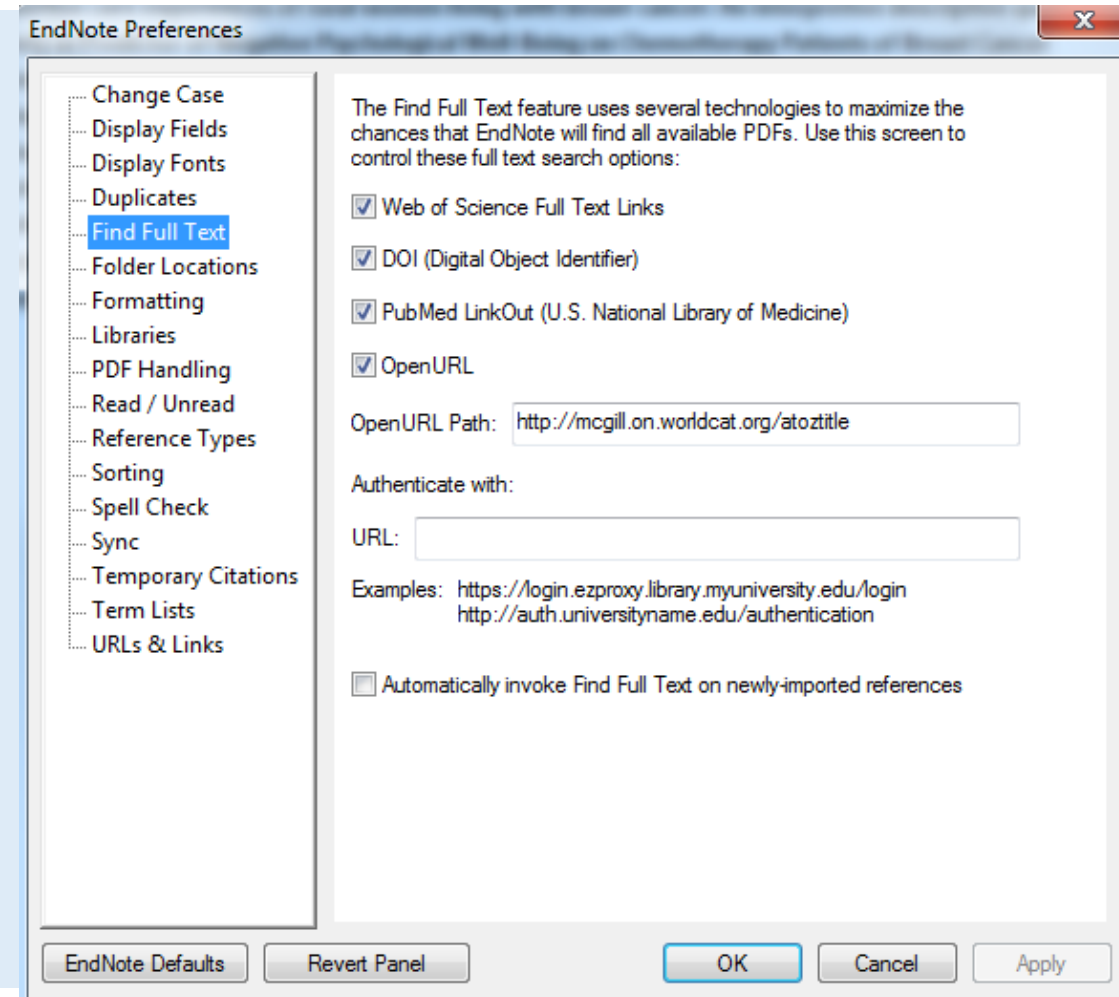 EndNote Preferences
Change Case
Display Fields
Display Fonts
Duplicates
Find Full Text
Folder Locations
Formatting
Libraries
PDF Handling
Read / Unread
Reference Types
Sorting
Spell Check
Sync
Temporary Citations
Term Lists
URLs & Links
The Find Full Text feature uses several technologies to maximize the
chances that EndNote will find all available PDFs. Use this screen to
control these full text search options:
Web of Science Full Text Links
DOI (Digital Object Identifier)
PubMed LinkOut (U.S. National Library of Medicine)
OpenURL
OpenURL Path: http://mcgill.on.worldcat.org/atoztitle
Authenticate with:
URL:
Examples: https://login.ezproxy.library.myuniversity.edu/login
http://auth.universityname.edu/authentication
Automatically invoke Find Full Text on newly-imported references
EndNote Defaults
Revert Panel
OK
Cancel
Apply